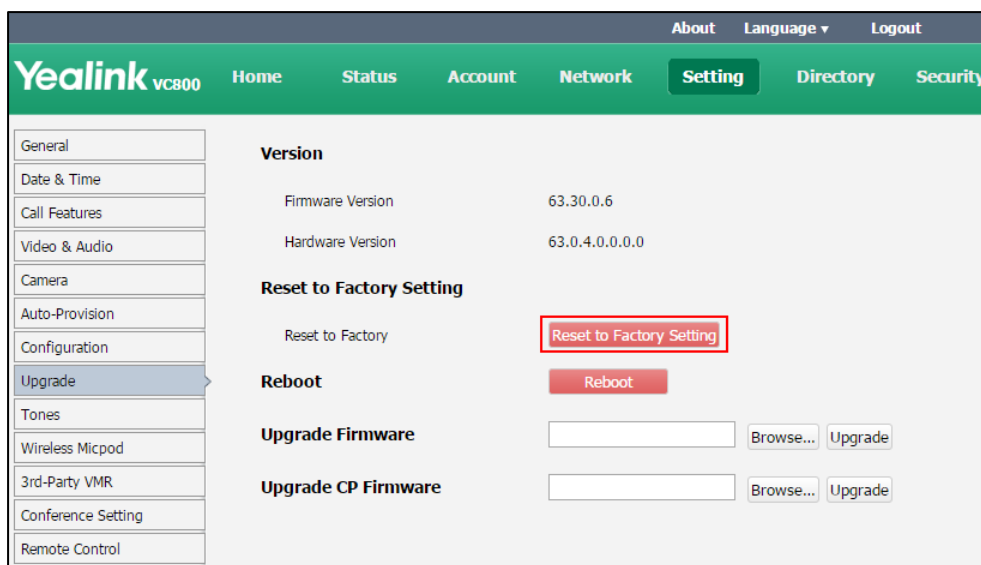 About Language ▾ Logout
Yealink VC800 Home Status Account Network Setting Directory Security
General
Date & Time
Call Features
Video & Audio
Camera
Auto-Provision
Configuration
Upgrade
Tones
Wireless Micpod
3rd-Party VMR
Conference Setting
Remote Control
Version
Firmware Version 63.30.0.6
Hardware Version 63.0.4.0.0.0.0
Reset to Factory Setting
Reset to Factory Reset to Factory Setting
Reboot Reboot
Upgrade Firmware Browse... Upgrade
Upgrade CP Firmware Browse... Upgrade